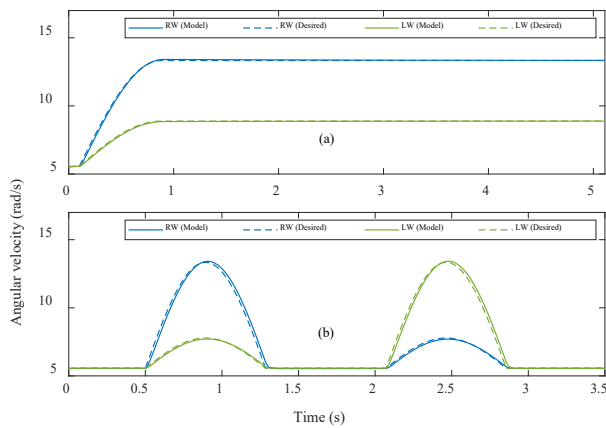 RW (Model) RW (Desired) LW (Model) LW (Desired)
15
10
5
(a)
0 1 2 3 4 5
Angular velocity (rad/s)
RW (Model) RW (Desired) LW (Model) LW (Desired)
15
10
5
(b)
0 0.5 1 1.5 2 2.5 3 3.5
Time (s)